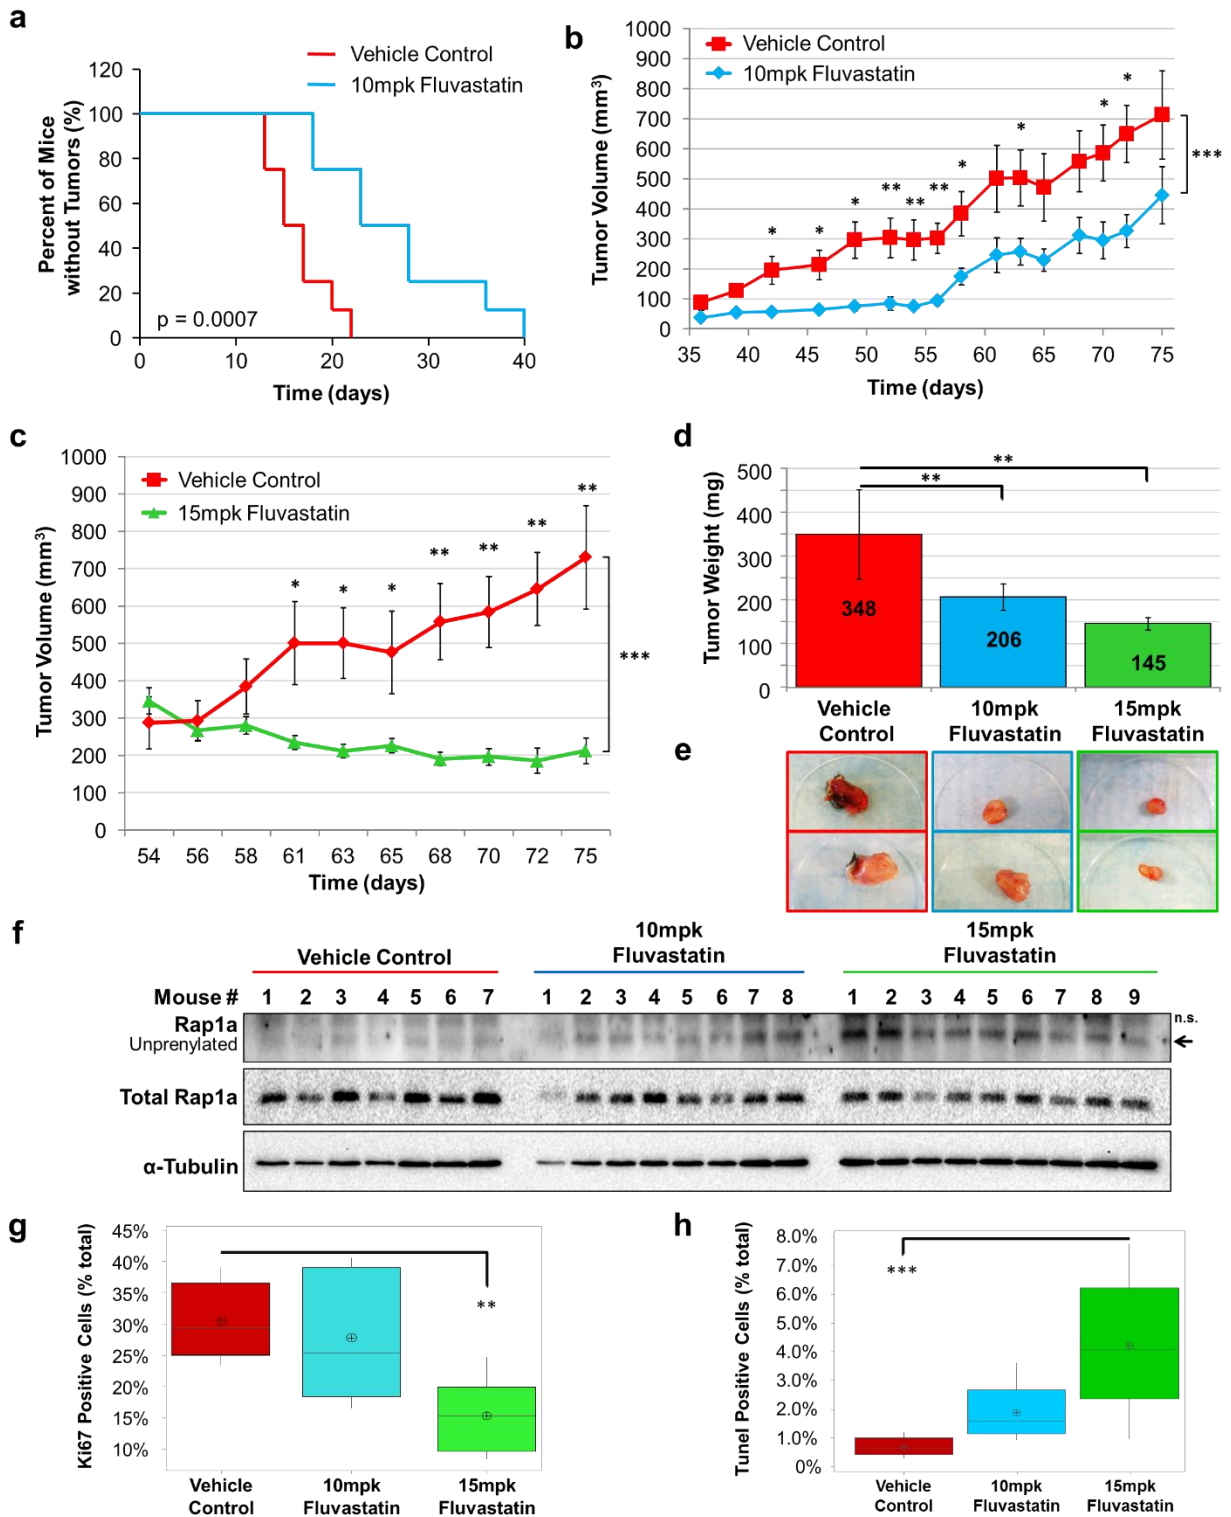 a
Vehicle Control
10mpk Fluvastatin
120
100
80
60
40
20
0
Percent of Mice
without Tumors (%)
p = 0.0007
0 10 20 30 40
Time (days)
b
Vehicle Control
10mpk Fluvastatin
1000
900
800
700
600
500
400
300
200
100
0
Tumor Volume (mm³)
* * * ** ** ** * * * *
***
35 40 45 50 55 60 65 70 75
Time (days)
c
Vehicle Control
15mpk Fluvastatin
1000
900
800
700
600
500
400
300
200
100
0
Tumor Volume (mm³)
* * * ** ** ** **
***
54 56 58 61 63 65 68 70 72 75
Time (days)
d
500
400
300
200
100
0
Tumor Weight (mg)
**
**
348
206
145
Vehicle
Control
10mpk
Fluvastatin
15mpk
Fluvastatin
e
f
Vehicle Control
10mpk
Fluvastatin
15mpk
Fluvastatin
Mouse # 1 2 3 4 5 6 7 1 2 3 4 5 6 7 8 1 2 3 4 5 6 7 8 9
Rap1a
Unprenylated
n.s.
Total Rap1a
α-Tubulin
g
45%
40%
35%
30%
25%
20%
15%
10%
Ki67 Positive Cells (% total)
**
Vehicle
Control
10mpk
Fluvastatin
15mpk
Fluvastatin
h
8.0%
7.0%
6.0%
5.0%
4.0%
3.0%
2.0%
1.0%
0%
Tunel Positive Cells (% total)
***
Vehicle
Control
10mpk
Fluvastatin
15mpk
Fluvastatin